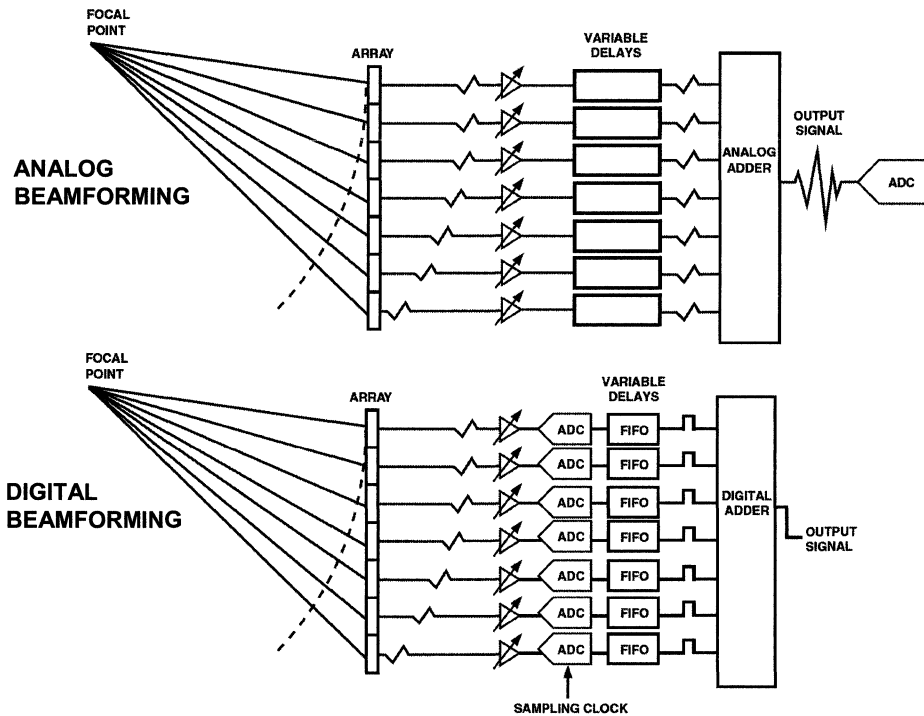 FOCAL
POINT
ARRAY
VARIABLE
DELAYS
OUTPUT
SIGNAL
ANALOG
BEAMFORMING
ANALOG
ADDER
ADC
FOCAL
POINT
ARRAY
VARIABLE
DELAYS
ADC FIFO
ADC FIFO
ADC FIFO
ADC FIFO
ADC FIFO
ADC FIFO
ADC FIFO
DIGITAL
BEAMFORMING
DIGITAL
ADDER
OUTPUT
SIGNAL
SAMPLING CLOCK